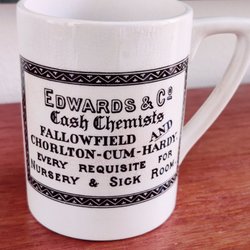 EDWARDS & Co
Cash Chemists
FALLOWFIELD AND
CHORLTON-CUM-HARDY
EVERY REQUISITE FOR
NURSERY & SICK ROOM